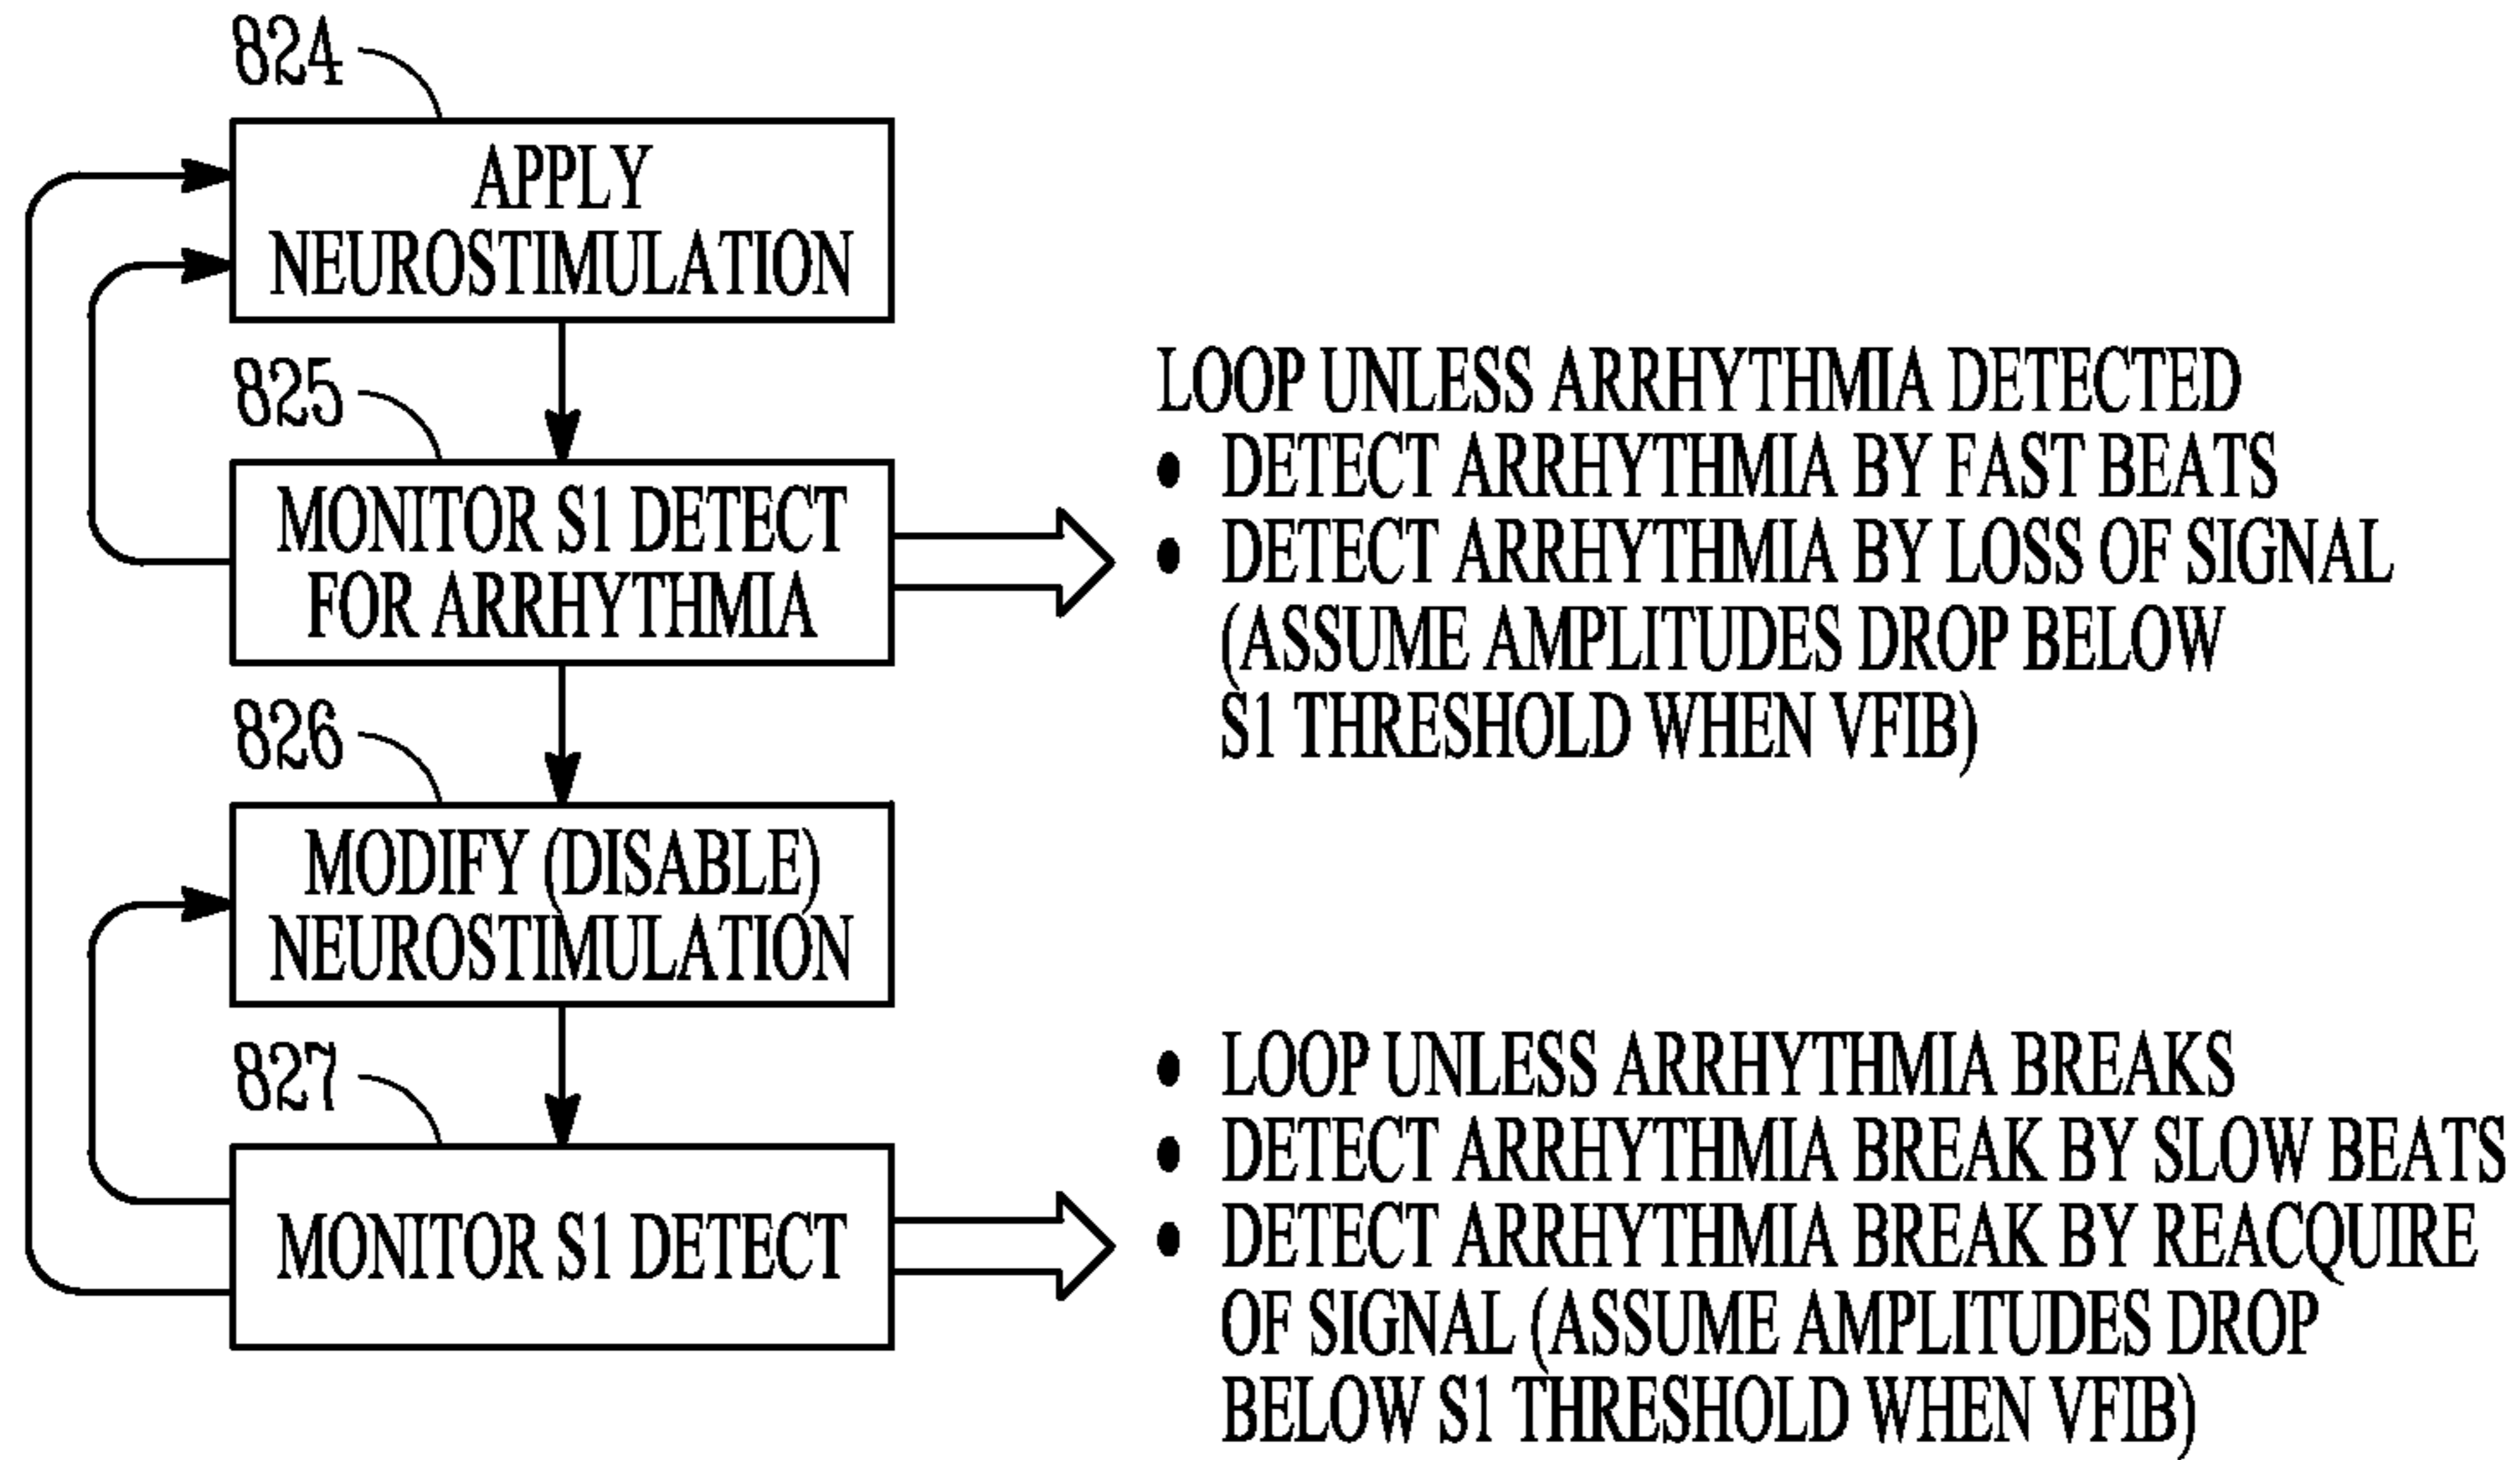 824
APPLY
NEUROSTIMULATION
825
MONITOR S1 DETECT
FOR ARRHYTHMIA
LOOP UNLESS ARRHYTHMIA DETECTED
• DETECT ARRHYTHMIA BY FAST BEATS
• DETECT ARRHYTHMIA BY LOSS OF SIGNAL
(ASSUME AMPLITUDES DROP BELOW
S1 THRESHOLD WHEN VFIB)
826
MODIFY (DISABLE)
NEUROSTIMULATION
827
MONITOR S1 DETECT
• LOOP UNLESS ARRHYTHMIA BREAKS
• DETECT ARRHYTHMIA BREAK BY SLOW BEATS
• DETECT ARRHYTHMIA BREAK BY REACQUIRE
OF SIGNAL (ASSUME AMPLITUDES DROP
BELOW S1 THRESHOLD WHEN VFIB)